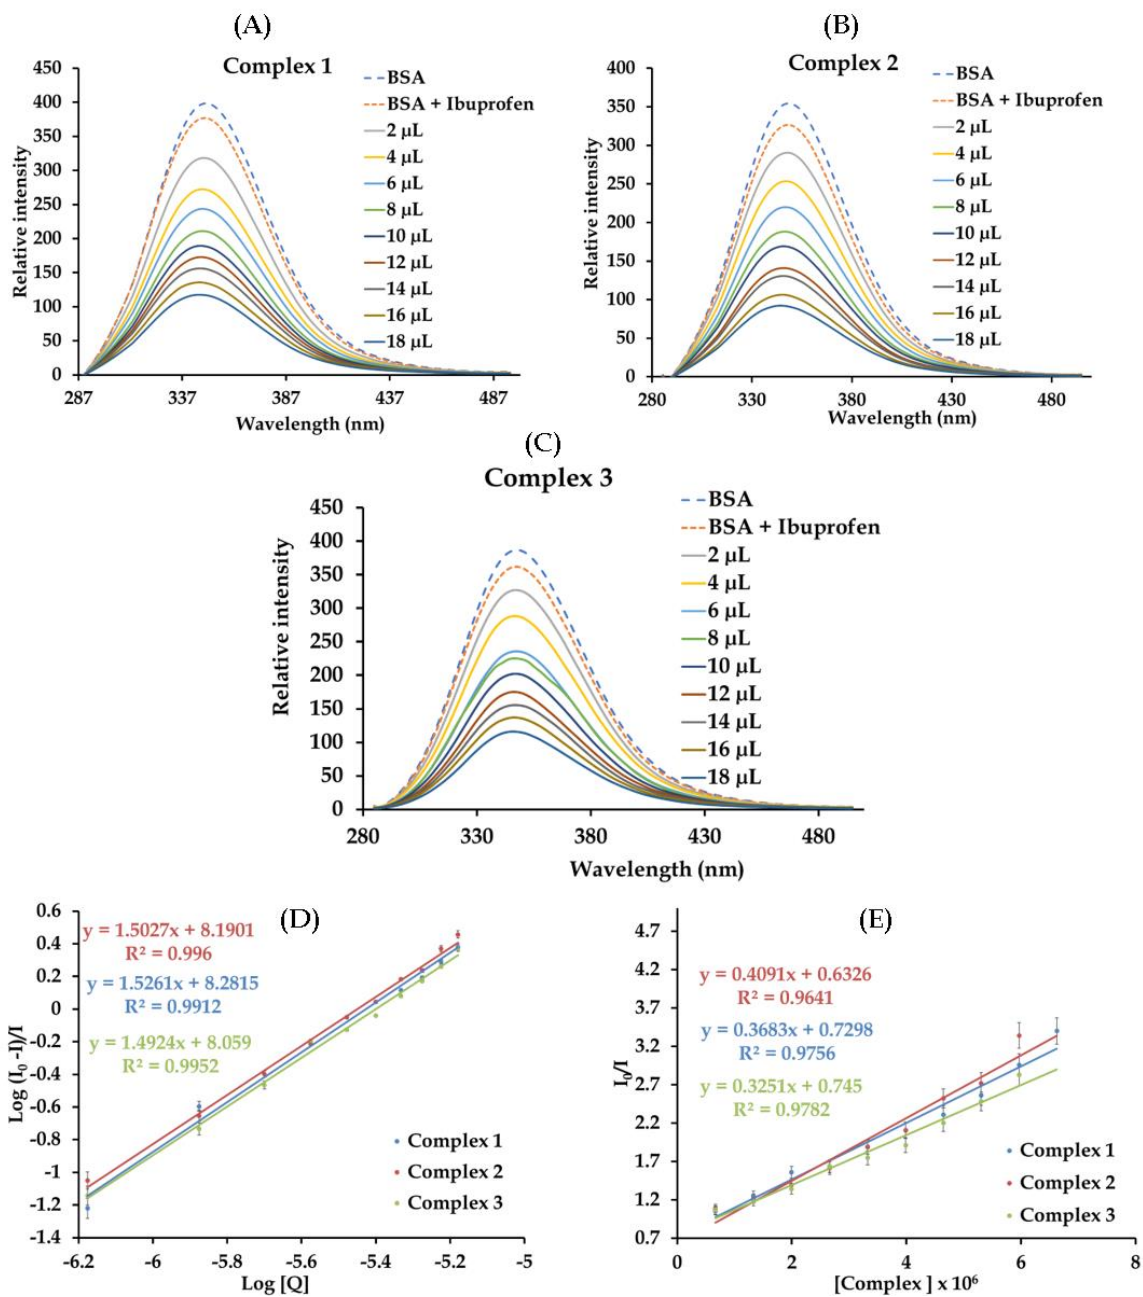 (A)
Complex 1
Relative intensity
450
400
350
300
250
200
150
100
50
0
287
337
387
437
487
Wavelength (nm)
BSA
BSA + Ibuprofen
2 µL
4 µL
6 µL
8 µL
10 µL
12 µL
14 µL
16 µL
18 µL
(B)
Complex 2
Relative intensity
400
350
300
250
200
150
100
50
0
280
330
380
430
480
Wavelength (nm)
BSA
BSA + Ibuprofen
2 µL
4 µL
6 µL
8 µL
10 µL
12 µL
14 µL
16 µL
18 µL
(C)
Complex 3
Relative intensity
450
400
350
300
250
200
150
100
50
0
280
330
380
430
480
Wavelength (nm)
BSA
BSA + Ibuprofen
2 µL
4 µL
6 µL
8 µL
10 µL
12 µL
14 µL
16 µL
18 µL
(D)
Log (I₀ -I)/I
0.6
0.4
0.2
0
-0.2
-0.4
-0.6
-0.8
-1
-1.2
-1.4
-6.2
-6
-5.8
-5.6
-5.4
-5.2
-5
Log [Q]
y = 1.5027x + 8.1901
R² = 0.996
y = 1.5261x + 8.2815
R² = 0.9912
y = 1.4924x + 8.059
R² = 0.9952
Complex 1
Complex 2
Complex 3
(E)
I₀/I
4.7
4.2
3.7
3.2
2.7
2.2
1.7
1.2
0.7
0
2
4
6
8
[Complex ] x 10⁶
y = 0.4091x + 0.6326
R² = 0.9641
y = 0.3683x + 0.7298
R² = 0.9756
y = 0.3251x + 0.745
R² = 0.9782
Complex 1
Complex 2
Complex 3